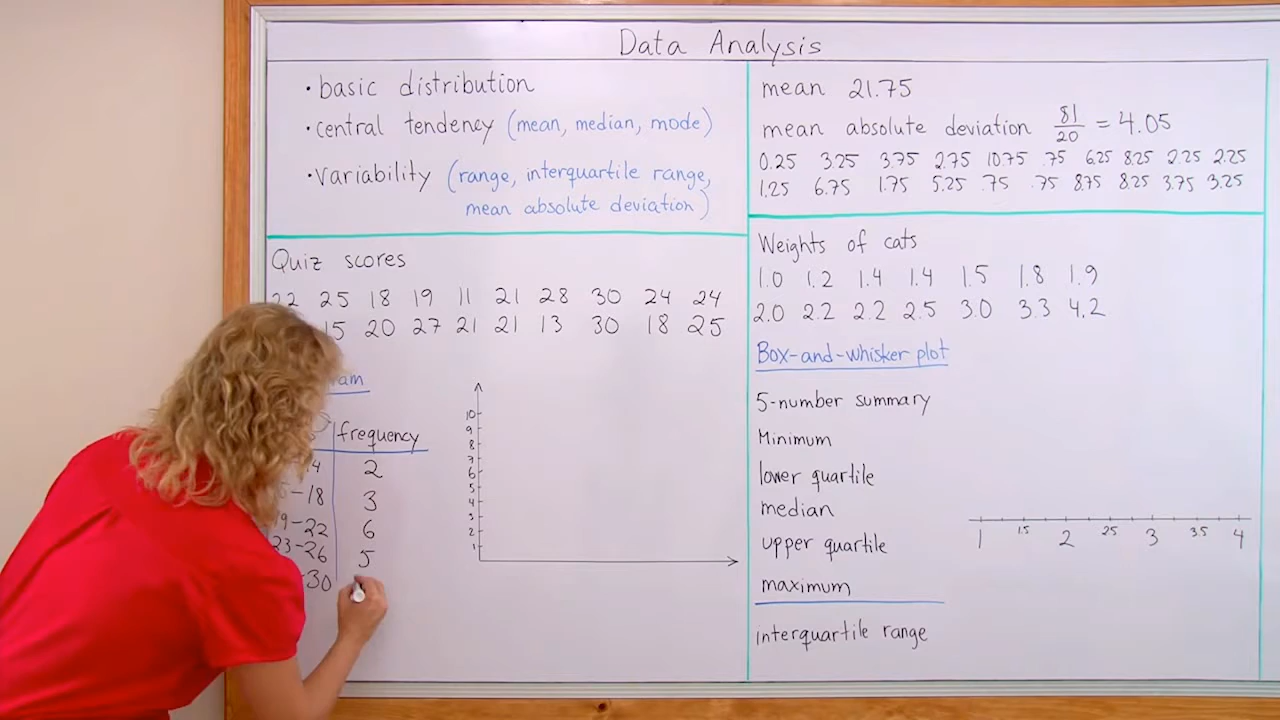 Data Analysis
• basic distribution
• central tendency (mean, median, mode)
• variability (range, interquartile range,
mean absolute deviation)
mean 21.75
mean absolute deviation 81/20 = 4.05
0.25 3.25 3.75 2.75 10.75 .75 6.25 8.25 2.25 2.25
1.25 6.75 1.75 5.25 .75 .75 8.75 8.25 3.75 3.25
Quiz scores
22 25 18 19 11 21 28 30 24 24
15 20 27 21 21 13 30 18 25
frequency
14 2
-18 3
19-22 6
23-26 5
-30
10
9
8
7
6
5
4
3
2
1
Weights of cats
1.0 1.2 1.4 1.4 1.5 1.8 1.9
2.0 2.2 2.2 2.5 3.0 3.3 4.2
Box-and-whisker plot
5-number summary
Minimum
lower quartile
median
upper quartile
maximum
interquartile range
1 1.5 2 2.5 3 3.5 4